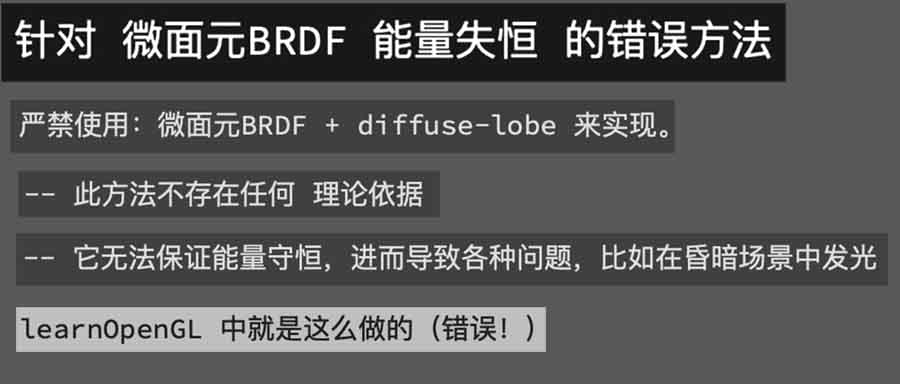 针对 微面元BRDF 能量失恒 的错误方法
严禁使用：微面元BRDF + diffuse-lobe 来实现。
-- 此方法不存在任何 理论依据
-- 它无法保证能量守恒，进而导致各种问题，比如在昏暗场景中发光
learnOpenGL 中就是这么做的（错误！）